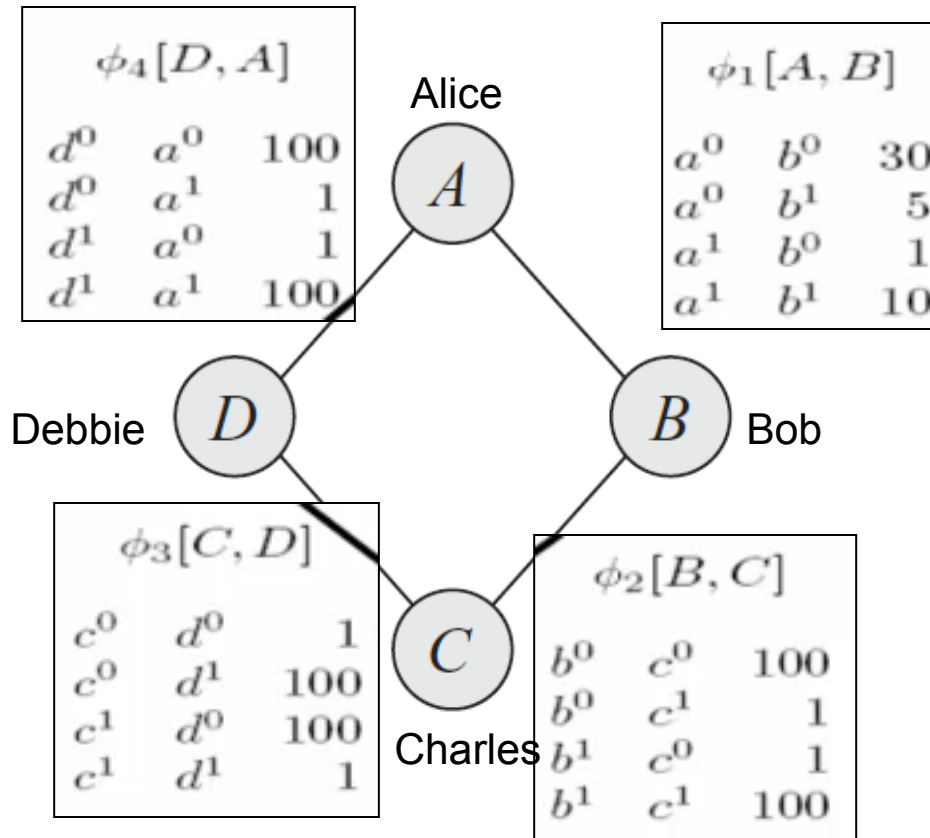 ϕ₄[D, A]
d⁰ a⁰ 100
d⁰ a¹ 1
d¹ a⁰ 1
d¹ a¹ 100
Alice
A
ϕ₁[A, B]
a⁰ b⁰ 30
a⁰ b¹ 5
a¹ b⁰ 1
a¹ b¹ 10
Debbie
D
B
Bob
ϕ₃[C, D]
c⁰ d⁰ 1
c⁰ d¹ 100
c¹ d⁰ 100
c¹ d¹ 1
C
Charles
ϕ₂[B, C]
b⁰ c⁰ 100
b⁰ c¹ 1
b¹ c⁰ 1
b¹ c¹ 100